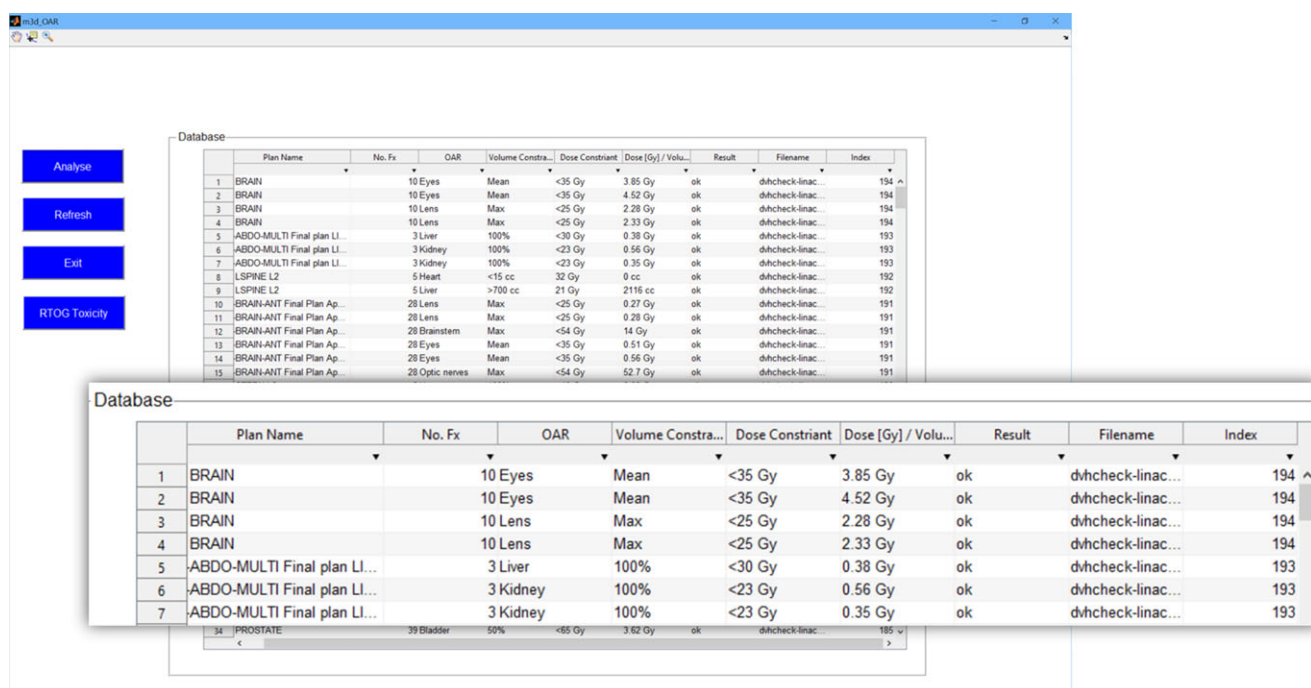 m3d_OAR
Database
Plan Name No. Fx OAR Volume Constra... Dose Constriant Dose [Gy] / Volu... Result Filename Index
1 BRAIN 10 Eyes Mean <35 Gy 3.85 Gy ok dvhcheck-linac... 194
2 BRAIN 10 Eyes Mean <35 Gy 4.52 Gy ok dvhcheck-linac... 194
3 BRAIN 10 Lens Max <25 Gy 2.28 Gy ok dvhcheck-linac... 194
4 BRAIN 10 Lens Max <25 Gy 2.33 Gy ok dvhcheck-linac... 194
5 -ABDO-MULTI Final plan LI... 3 Liver 100% <30 Gy 0.38 Gy ok dvhcheck-linac... 193
6 -ABDO-MULTI Final plan LI... 3 Kidney 100% <23 Gy 0.56 Gy ok dvhcheck-linac... 193
7 -ABDO-MULTI Final plan LI... 3 Kidney 100% <23 Gy 0.35 Gy ok dvhcheck-linac... 193
8 LSPINE L2 5 Heart <15 cc 32 Gy 0 cc ok dvhcheck-linac... 192
9 LSPINE L2 5 Liver >700 cc 21 Gy 2116 cc ok dvhcheck-linac... 192
10 -BRAIN-ANT Final Plan Ap... 28 Lens Max <25 Gy 0.27 Gy ok dvhcheck-linac... 191
11 -BRAIN-ANT Final Plan Ap... 28 Lens Max <25 Gy 0.28 Gy ok dvhcheck-linac... 191
12 -BRAIN-ANT Final Plan Ap... 28 Brainstem Max <54 Gy 14 Gy ok dvhcheck-linac... 191
13 -BRAIN-ANT Final Plan Ap... 28 Eyes Mean <35 Gy 0.51 Gy ok dvhcheck-linac... 191
14 -BRAIN-ANT Final Plan Ap... 28 Eyes Mean <35 Gy 0.56 Gy ok dvhcheck-linac... 191
15 -BRAIN-ANT Final Plan Ap... 28 Optic nerves Max <54 Gy 52.7 Gy ok dvhcheck-linac... 191
Analyse
Refresh
Exit
RTOG Toxicity
Database
Plan Name No. Fx OAR Volume Constra... Dose Constriant Dose [Gy] / Volu... Result Filename Index
1 BRAIN 10 Eyes Mean <35 Gy 3.85 Gy ok dvhcheck-linac... 194
2 BRAIN 10 Eyes Mean <35 Gy 4.52 Gy ok dvhcheck-linac... 194
3 BRAIN 10 Lens Max <25 Gy 2.28 Gy ok dvhcheck-linac... 194
4 BRAIN 10 Lens Max <25 Gy 2.33 Gy ok dvhcheck-linac... 194
5 -ABDO-MULTI Final plan LI... 3 Liver 100% <30 Gy 0.38 Gy ok dvhcheck-linac... 193
6 -ABDO-MULTI Final plan LI... 3 Kidney 100% <23 Gy 0.56 Gy ok dvhcheck-linac... 193
7 -ABDO-MULTI Final plan LI... 3 Kidney 100% <23 Gy 0.35 Gy ok dvhcheck-linac... 193
34 PROSTATE 39 Bladder 50% <65 Gy 3.62 Gy ok dvhcheck-linac... 185